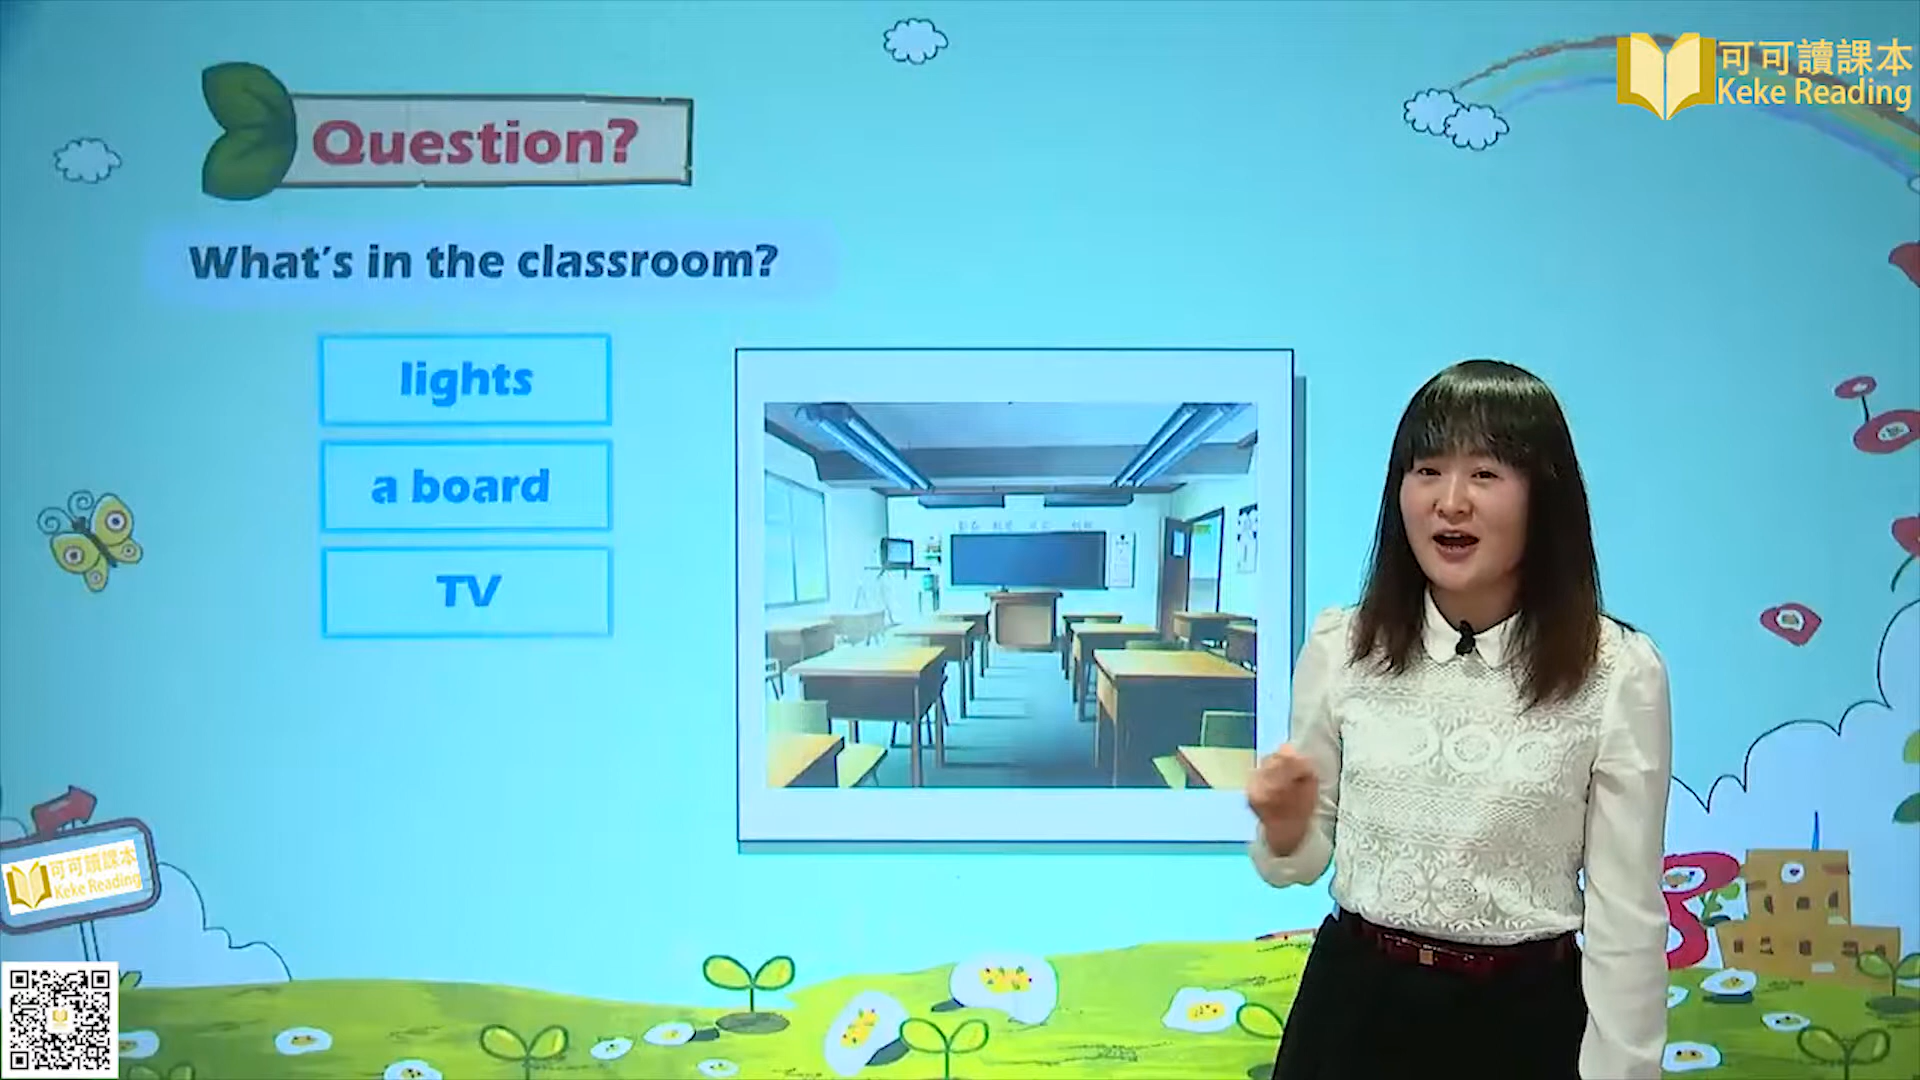 可可讀課本
Keke Reading
Question?
What's in the classroom?
lights
a board
TV
可可讀課本
Keke Reading